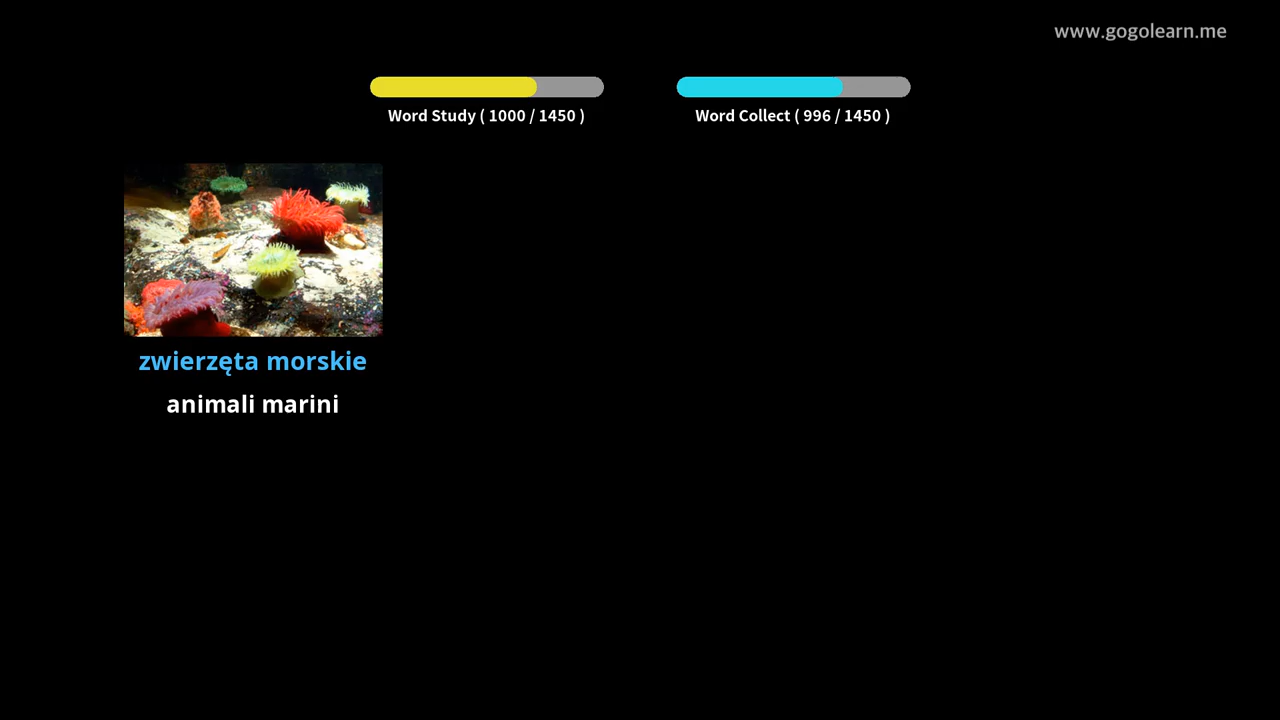 www.gogolearn.me
Word Study ( 1000 / 1450 )
Word Collect ( 996 / 1450 )
zwierzęta morskie
animali marini